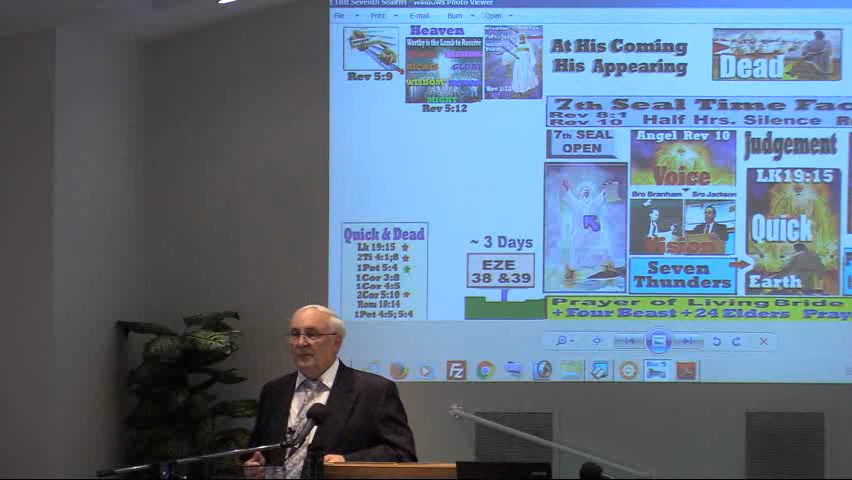 1BB Seventh Seal
Windows Photo Viewer
File Print E-mail Burn Open
Rev 5:9
Heaven
Worthy is the Lamb to Receive
RICHES
GLORY
WISDOM
MIGHT
Rev 5:12
Rev 1:13
At His Coming
His Appearing
Dead
7th Seal Time Fac
Rev 8:1 Half Hrs. Silence
Rev 10
7th SEAL
OPEN
Angel Rev 10
Voice
Bro Branham Bro Jackson
Vision
Seven
Thunders
Judgement
LK19:15
Quick
Earth
Quick & Dead
Lk 19:15
2Ti 4:1;8
1Pet 5:4
1Cor 3:8
1Cor 4:5
2Cor 5:10
Rom 10:14
1Pet 4:5; 5:4
~ 3 Days
EZE
38 &39
Prayer of Living Bride
+Four Beast +24 Elders Pray